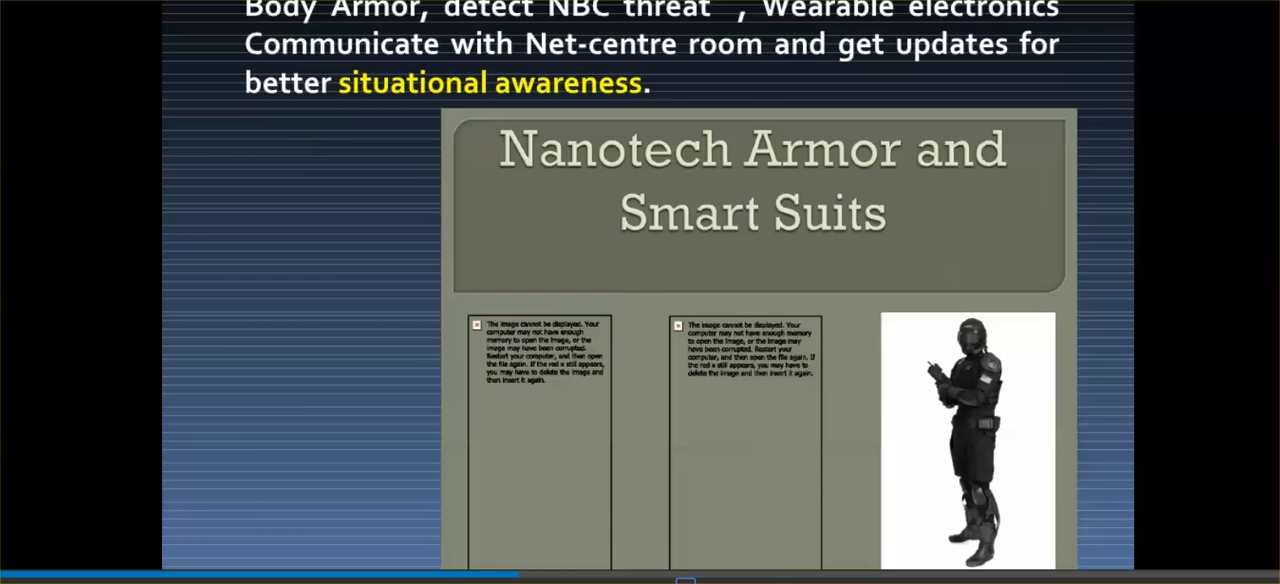 Body Armor, detect NBC threat , Wearable electronics
Communicate with Net-centre room and get updates for
better situational awareness.
Nanotech Armor and
Smart Suits
The image cannot be displayed. Your
computer may not have enough
memory to open the image, or the
image may have been corrupted.
Restart your computer, and then open
the file again. If the red x still appears,
you may have to delete the image and
then insert it again.
The image cannot be displayed. Your
computer may not have enough memory
to open the image, or the image may
have been corrupted. Restart your
computer, and then open the file again. If
the red x still appears, you may have to
delete the image and then insert it again.